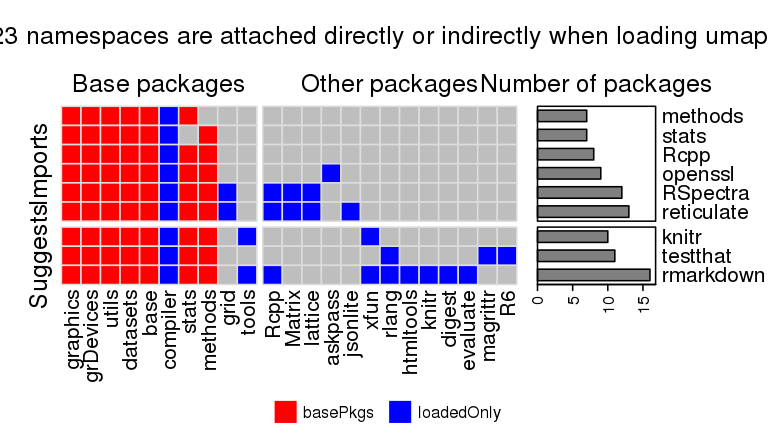 23 namespaces are attached directly or indirectly when loading umap
Base packages
Other packages
Number of packages
Imports
Suggests
methods
stats
Rcpp
openssl
RSpectra
reticulate
knitr
testthat
rmarkdown
graphics
grDevices
utils
datasets
base
compiler
stats
methods
grid
tools
Rcpp
Matrix
lattice
askpass
jsonlite
xfun
rlang
htmltools
knitr
digest
evaluate
magrittr
R6
0
5
10
15
basePkgs
loadedOnly